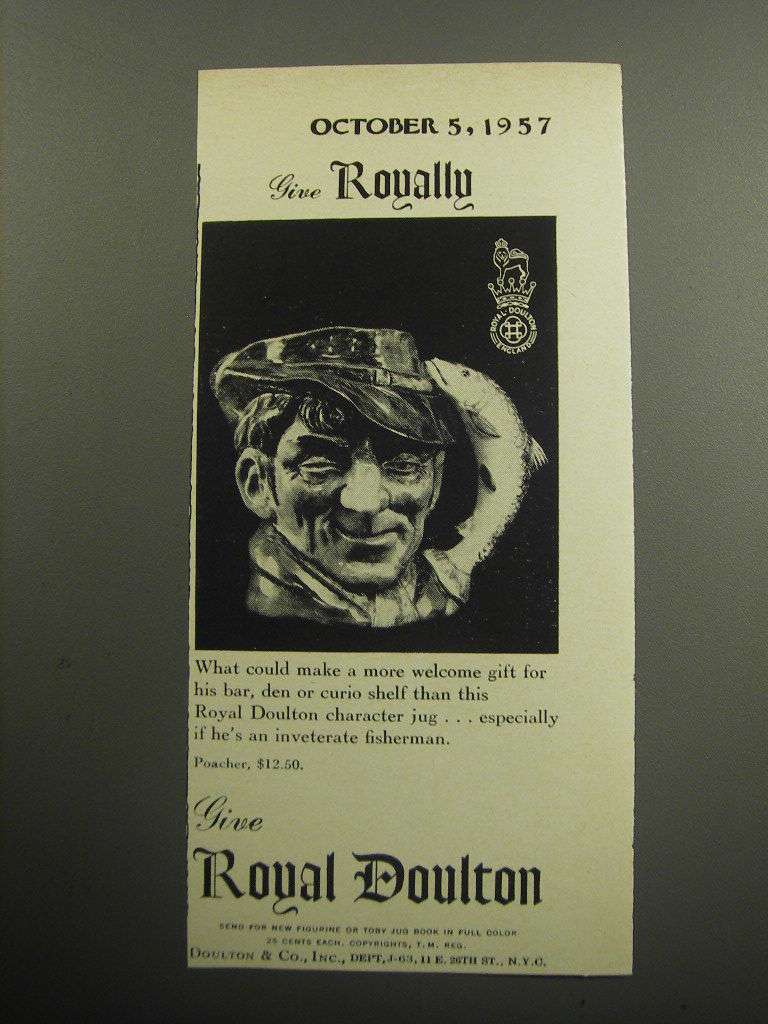 OCTOBER 5, 1957
Give Royally
ROYAL DOULTON
ENGLAND
What could make a more welcome gift for
his bar, den or curio shelf than this
Royal Doulton character jug . . . especially
if he's an inveterate fisherman.
Poacher, $12.50.
Give
Royal Doulton
SEND FOR NEW FIGURINE OR TOBY JUG BOOK IN FULL COLOR
25 CENTS EACH. COPYRIGHTS, T. M. REG.
DOULTON & CO., INC., DEPT, J-63, 11 E. 26TH ST., N.Y.C.